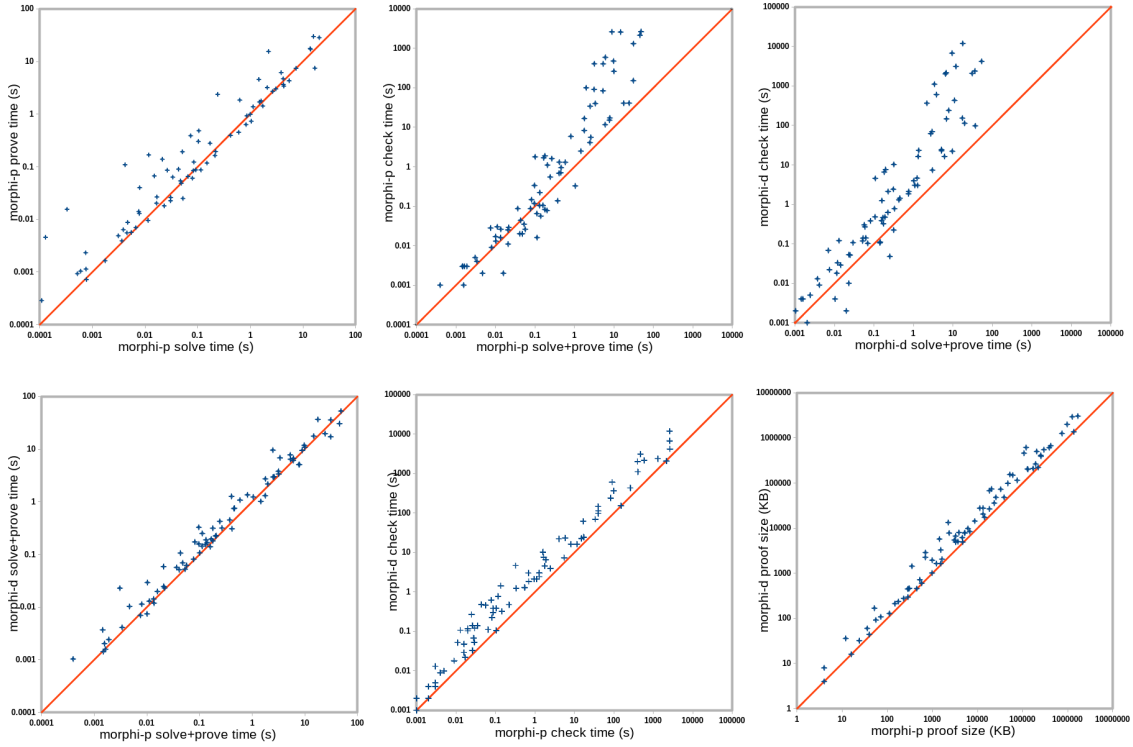 100
10
1
0.1
0.01
0.001
0.0001
morphi-p prove time (s)
0.0001 0.001 0.01 0.1 1 10 100
morphi-p solve time (s)
10000
1000
100
10
1
0.1
0.01
0.001
0.0001
morphi-p check time (s)
0.0001 0.001 0.01 0.1 1 10 100 1000 10000
morphi-p solve+prove time (s)
100000
10000
1000
100
10
1
0.1
0.01
0.001
morphi-d check time (s)
0.001 0.01 0.1 1 10 100 1000 10000 100000
morphi-d solve+prove time (s)
100
10
1
0.1
0.01
0.001
0.0001
morphi-d solve+prove time (s)
0.0001 0.001 0.01 0.1 1 10 100
morphi-p solve+prove time (s)
100000
10000
1000
100
10
1
0.1
0.01
0.001
morphi-d check time (s)
0.001 0.01 0.1 1 10 100 1000 10000 100000
morphi-p check time (s)
10000000
1000000
100000
10000
1000
100
10
1
morphi-d proof size (KB)
1 10 100 1000 10000 100000 1000000 10000000
morphi-p proof size (KB)